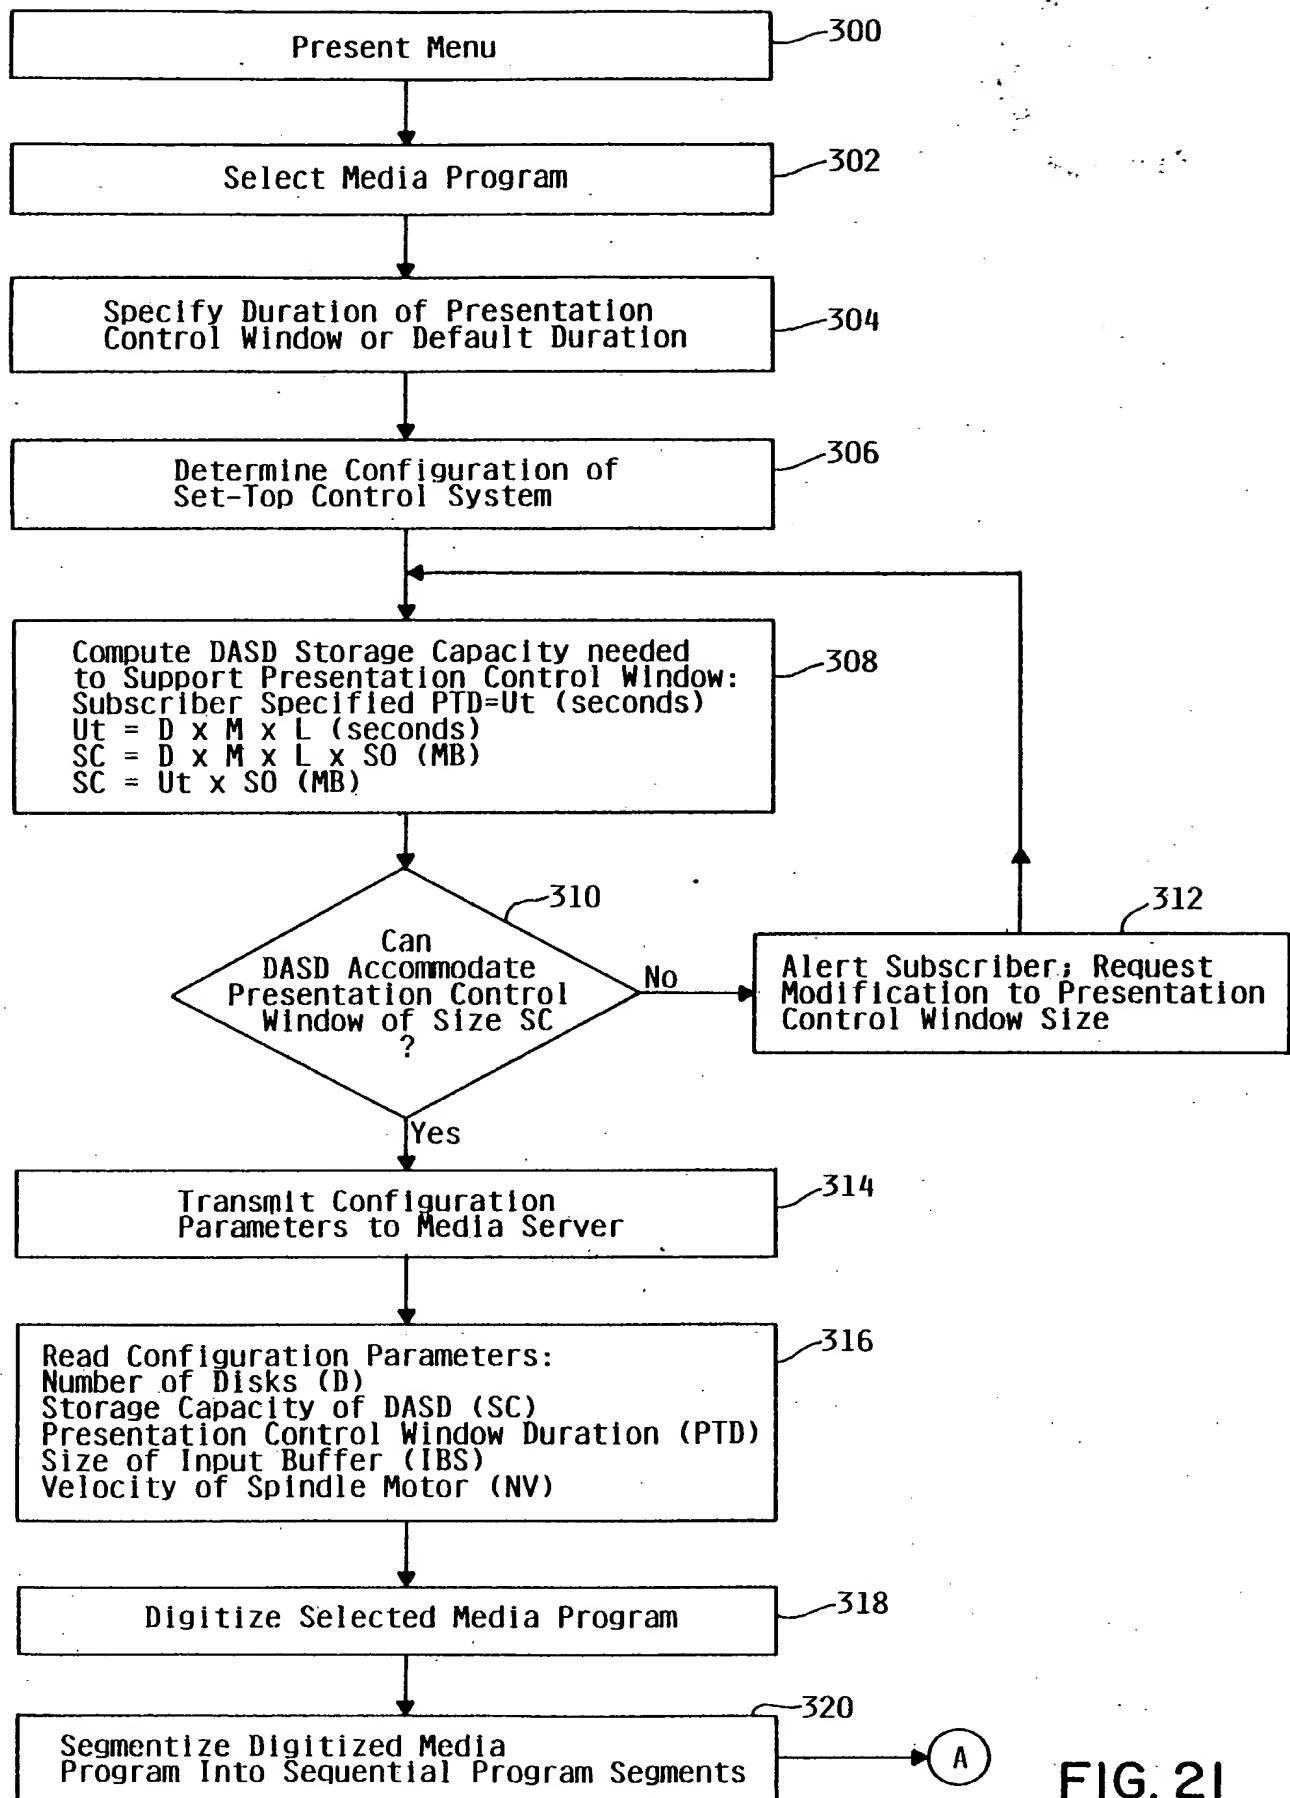 Present Menu
300
Select Media Program
302
Specify Duration of Presentation
Control Window or Default Duration
304
Determine Configuration of
Set-Top Control System
306
Compute DASD Storage Capacity needed
to Support Presentation Control Window:
Subscriber Specified PTD=Ut (seconds)
Ut = D x M x L (seconds)
SC = D x M x L x SO (MB)
SC = Ut x SO (MB)
308
310
Can
DASD Accommodate
Presentation Control
Window of Size SC
?
No
312
Alert Subscriber; Request
Modification to Presentation
Control Window Size
Yes
Transmit Configuration
Parameters to Media Server
314
Read Configuration Parameters:
Number of Disks (D)
Storage Capacity of DASD (SC)
Presentation Control Window Duration (PTD)
Size of Input Buffer (IBS)
Velocity of Spindle Motor (NV)
316
Digitize Selected Media Program
318
320
Segmentize Digitized Media
Program Into Sequential Program Segments
A
FIG. 21